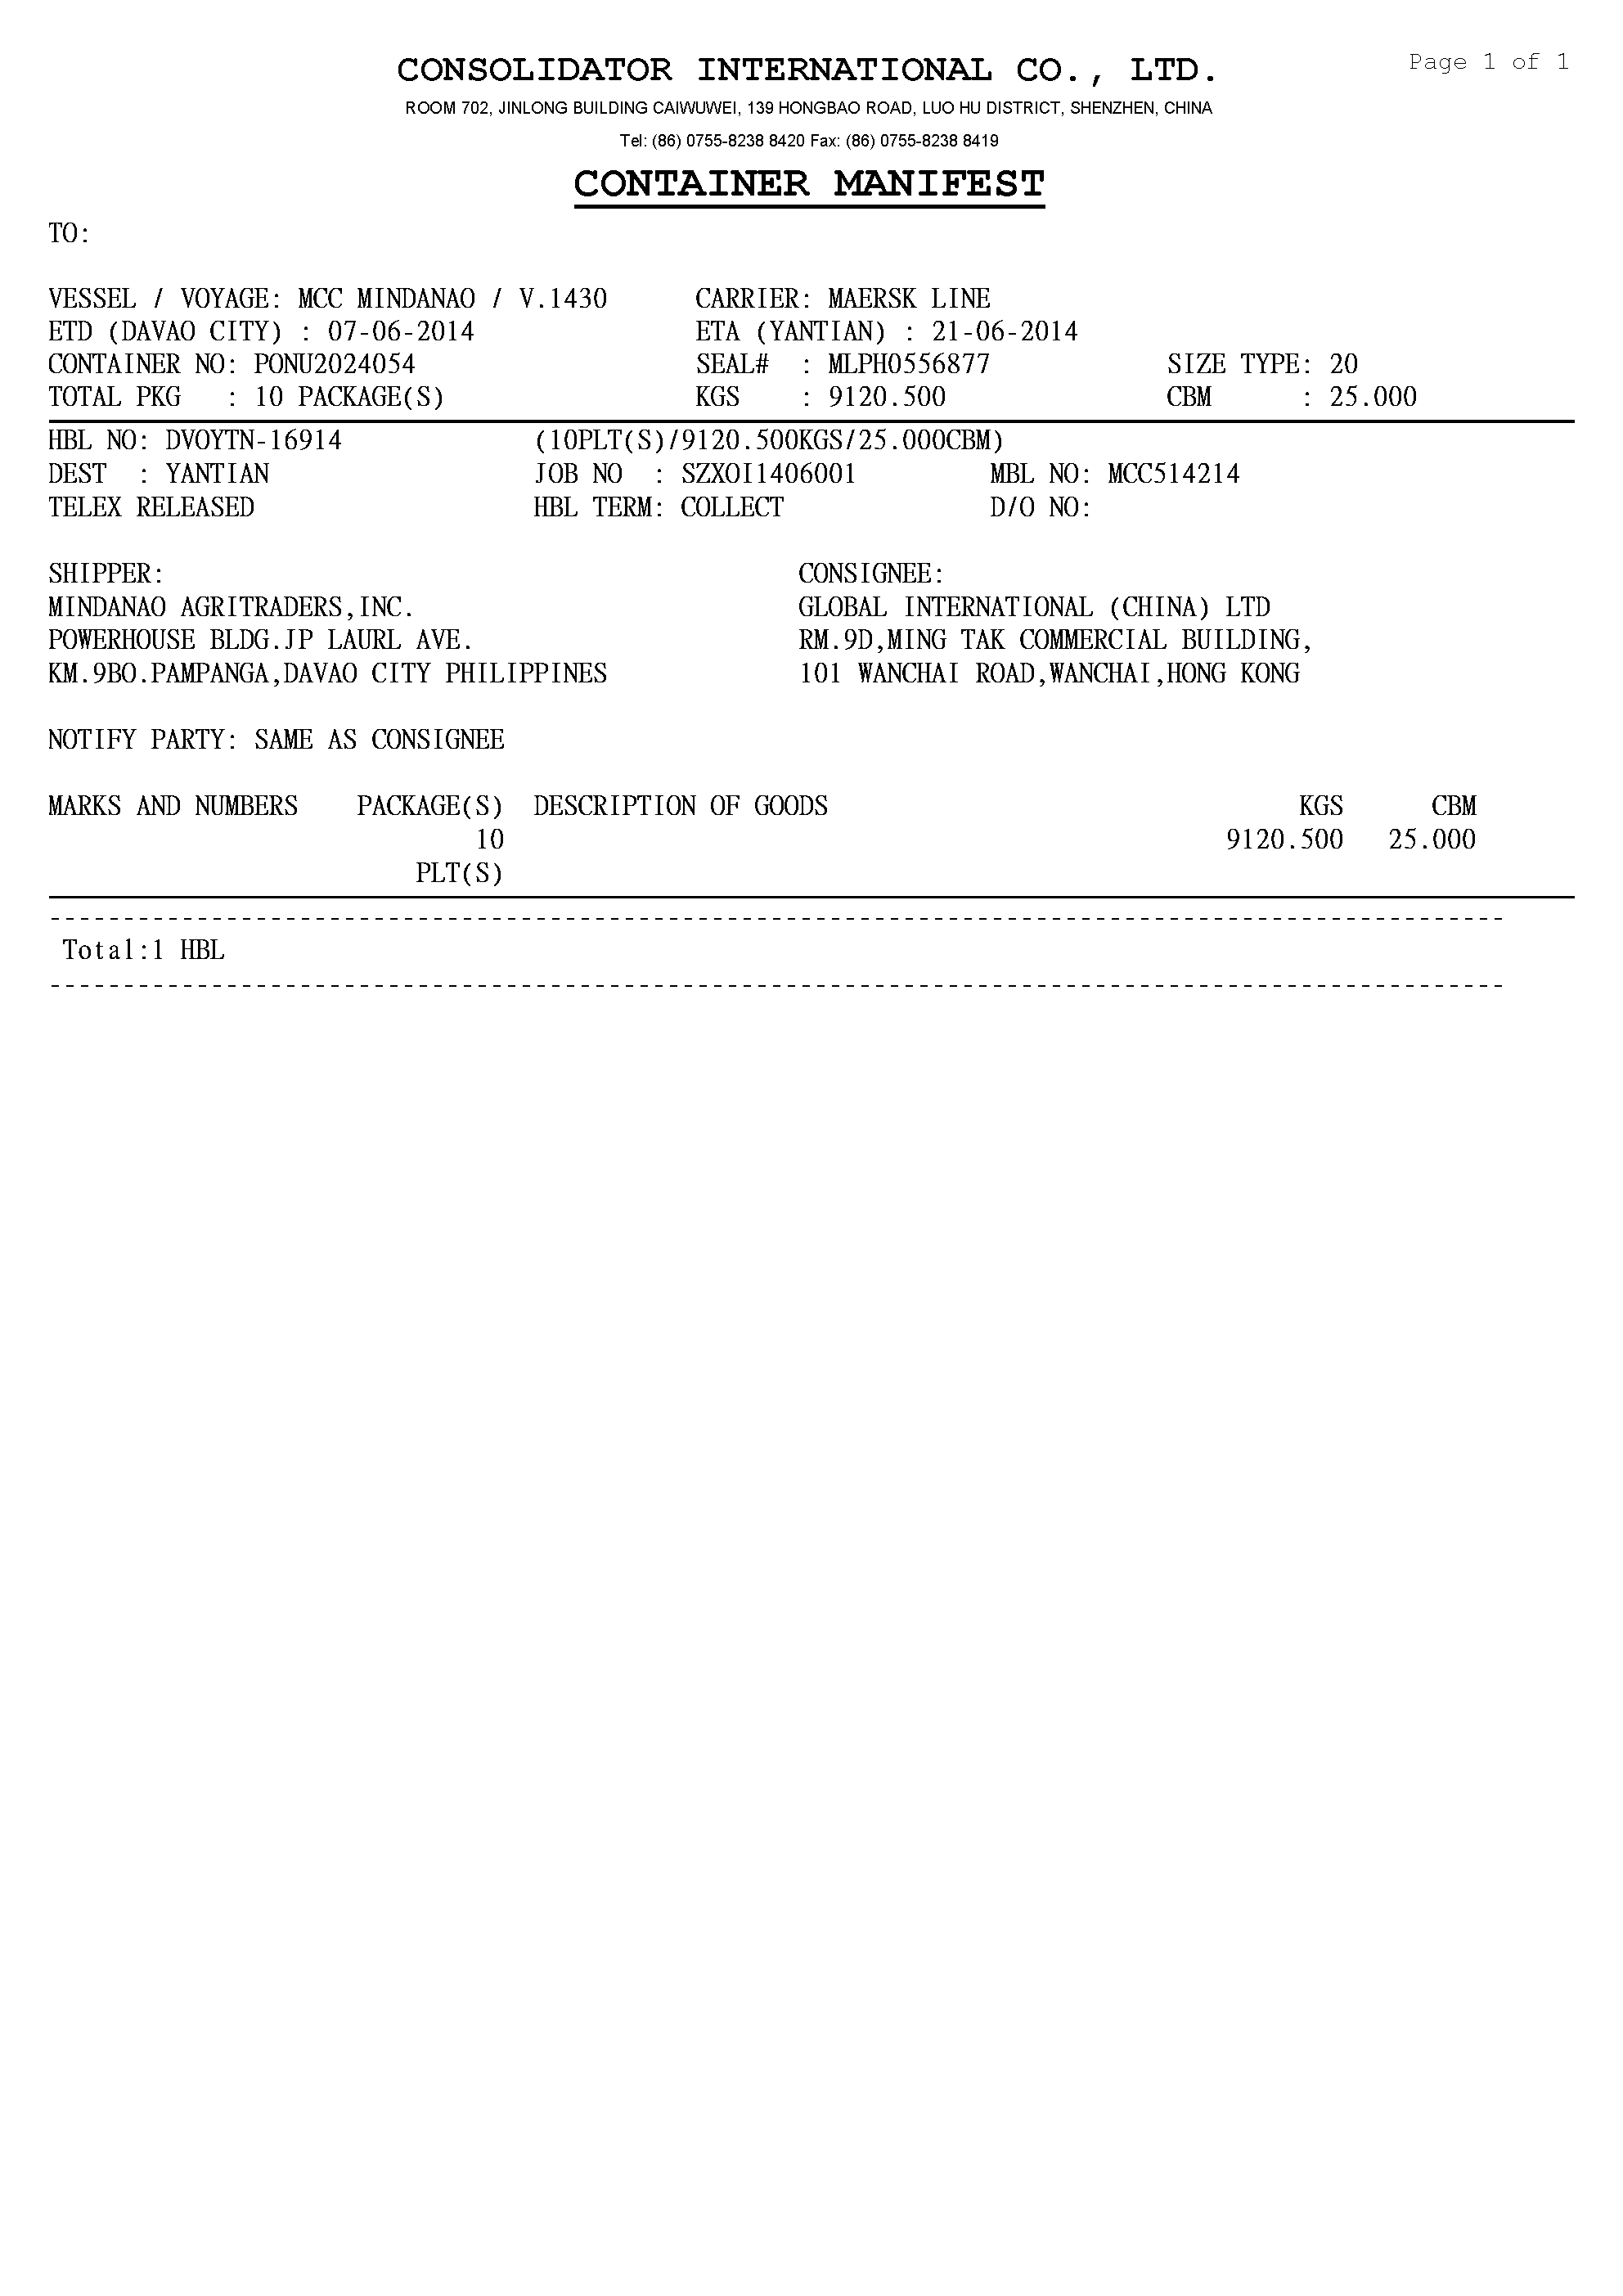 Page 1 of 1
CONSOLIDATOR INTERNATIONAL CO., LTD.
ROOM 702, JINLONG BUILDING CAIWUWEI, 139 HONGBAO ROAD, LUO HU DISTRICT, SHENZHEN, CHINA
Tel: (86) 0755-8238 8420 Fax: (86) 0755-8238 8419
CONTAINER MANIFEST
TO:
VESSEL / VOYAGE: MCC MINDANAO / V.1430 CARRIER: MAERSK LINE
ETD (DAVAO CITY) : 07-06-2014 ETA (YANTIAN) : 21-06-2014
CONTAINER NO: PONU2024054 SEAL# : MLPH0556877 SIZE TYPE: 20
TOTAL PKG : 10 PACKAGE(S) KGS : 9120.500 CBM : 25.000
HBL NO: DVOYTN-16914 (10PLT(S)/9120.500KGS/25.000CBM)
DEST : YANTIAN JOB NO : SZXOI1406001 MBL NO: MCC514214
TELEX RELEASED HBL TERM: COLLECT D/O NO:
SHIPPER: CONSIGNEE:
MINDANAO AGRITRADERS,INC. GLOBAL INTERNATIONAL (CHINA) LTD
POWERHOUSE BLDG.JP LAURL AVE. RM.9D,MING TAK COMMERCIAL BUILDING,
KM.9BO.PAMPANGA,DAVAO CITY PHILIPPINES 101 WANCHAI ROAD,WANCHAI,HONG KONG
NOTIFY PARTY: SAME AS CONSIGNEE
MARKS AND NUMBERS PACKAGE(S) DESCRIPTION OF GOODS KGS CBM
10 9120.500 25.000
PLT(S)
Total:1 HBL